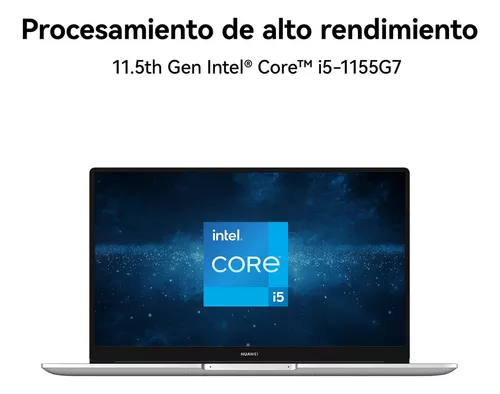 Procesamiento de alto rendimiento
11.5th Gen Intel® Core™ i5-1155G7
intel.
CORE
i5
HUAWEI